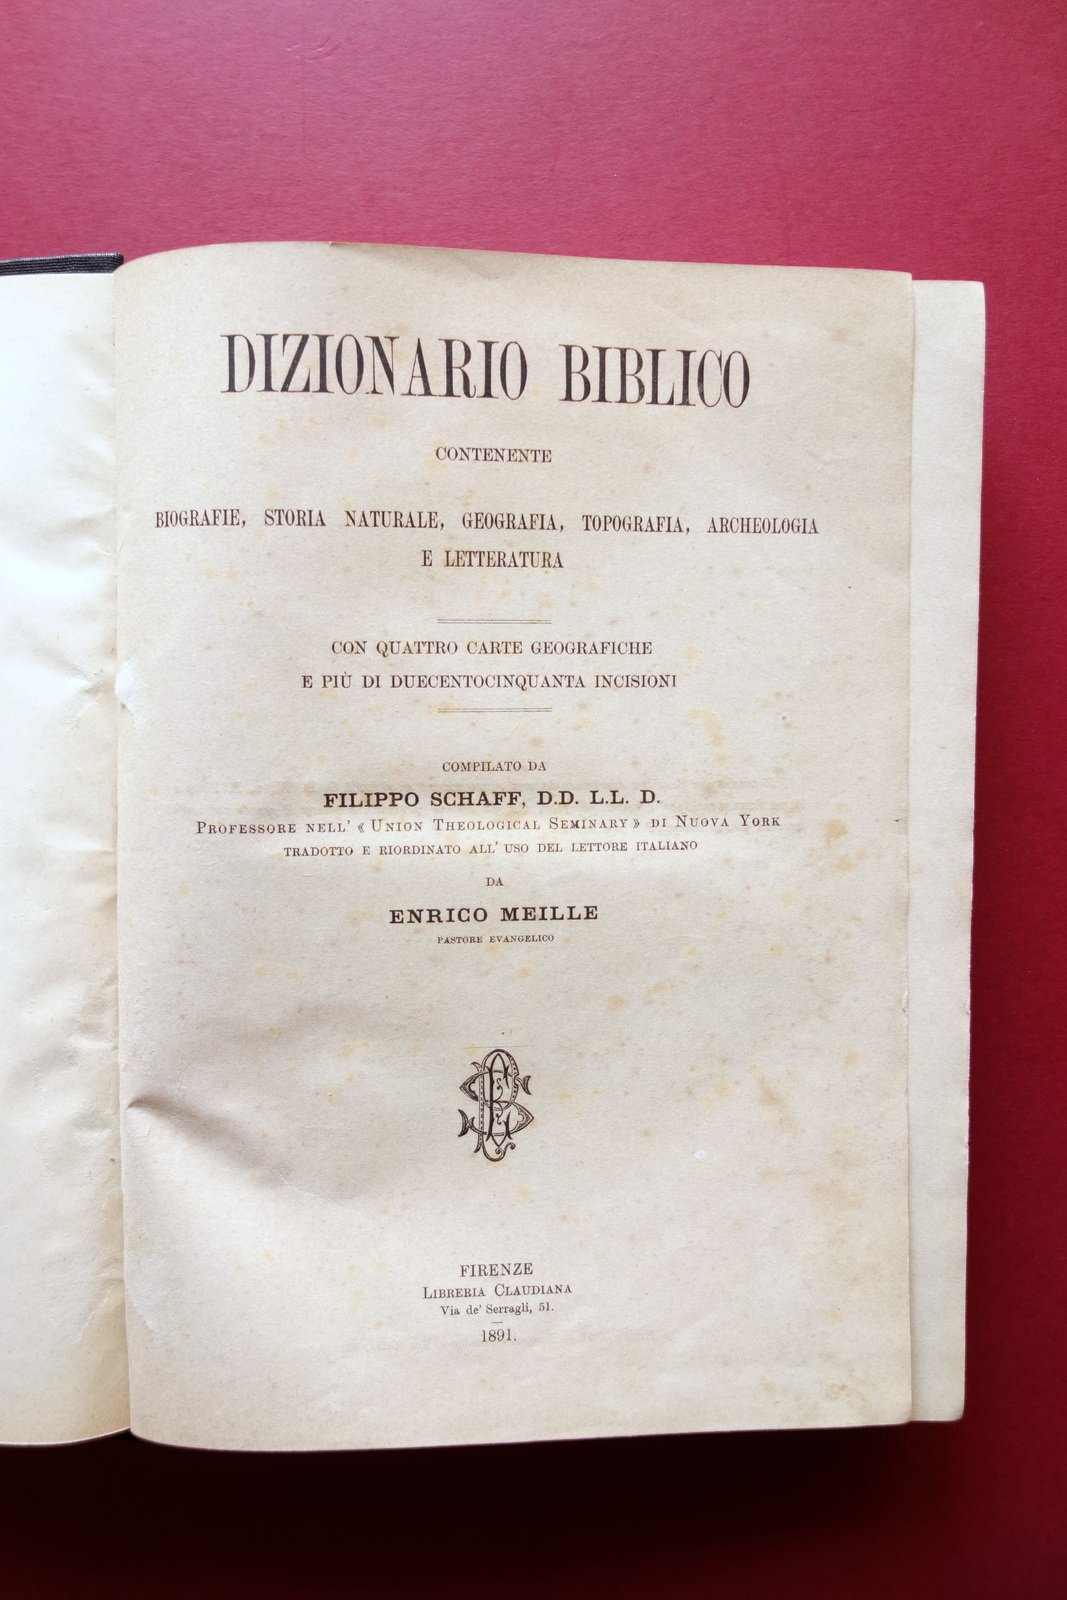 DIZIONARIO BIBLICO
CONTENENTE
BIOGRAFIE, STORIA NATURALE, GEOGRAFIA, TOPOGRAFIA, ARCHEOLOGIA
E LETTERATURA
CON QUATTRO CARTE GEOGRAFICHE
E PIÙ DI DUECENTOCINQUANTA INCISIONI
COMPILATO DA
FILIPPO SCHAFF, D.D. L.L. D.
PROFESSORE NELL' « UNION THEOLOGICAL SEMINARY » DI NUOVA YORK
TRADOTTO E RIORDINATO ALL' USO DEL LETTORE ITALIANO
DA
ENRICO MEILLE
PASTORE EVANGELICO
FIRENZE
LIBRERIA CLAUDIANA
Via de' Serragli, 51.
1891.